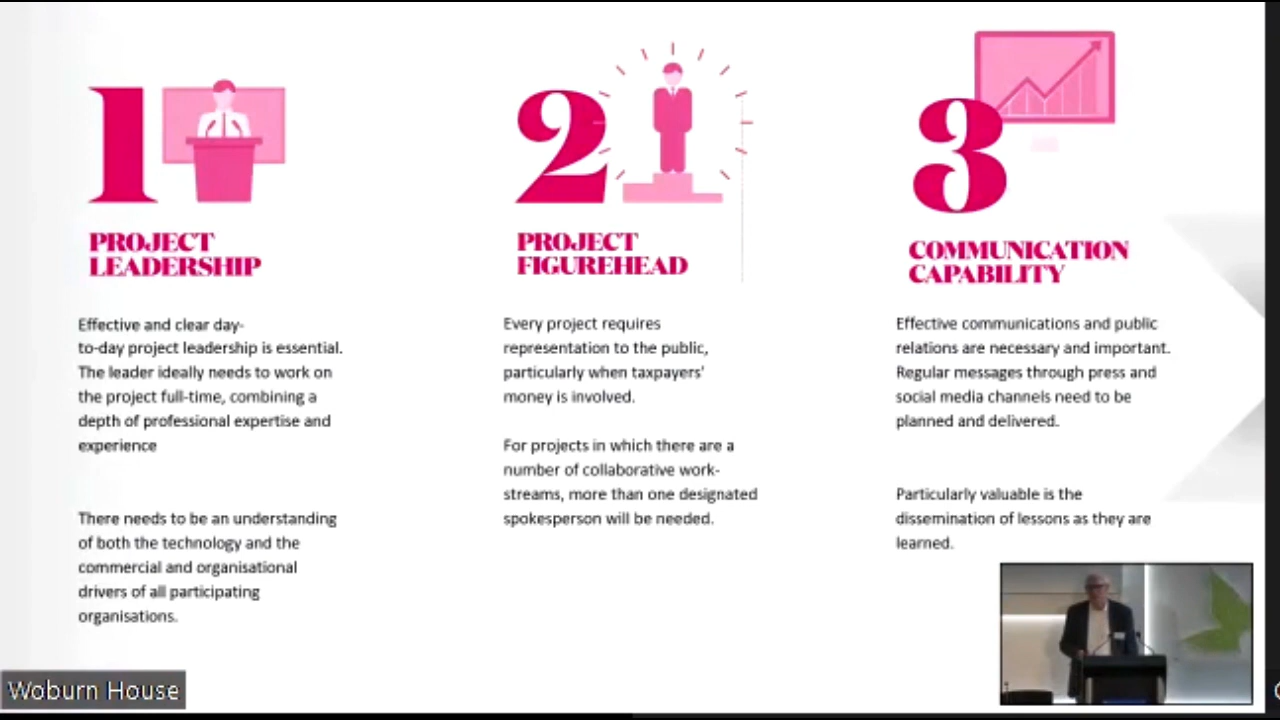 1
PROJECT
LEADERSHIP
Effective and clear day-
to-day project leadership is essential.
The leader ideally needs to work on
the project full-time, combining a
depth of professional expertise and
experience
There needs to be an understanding
of both the technology and the
commercial and organisational
drivers of all participating
organisations.
2
PROJECT
FIGUREHEAD
Every project requires
representation to the public,
particularly when taxpayers'
money is involved.
For projects in which there are a
number of collaborative work-
streams, more than one designated
spokesperson will be needed.
3
COMMUNICATION
CAPABILITY
Effective communications and public
relations are necessary and important.
Regular messages through press and
social media channels need to be
planned and delivered.
Particularly valuable is the
dissemination of lessons as they are
learned.
Woburn House